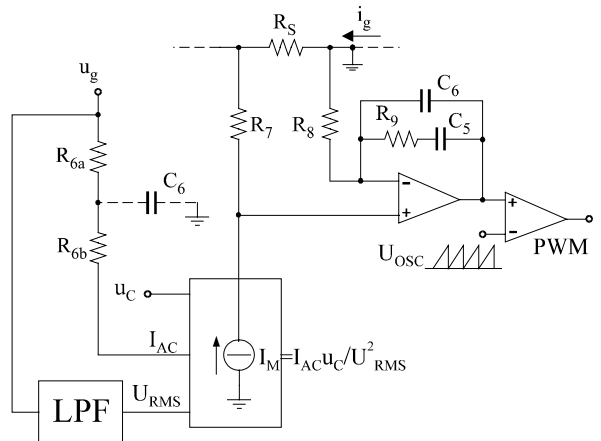 i_g
R_S
u_g
C_6
R_7
R_8
R_9
C_5
R_6a
C_6
R_6b
PWM
U_OSC
u_C
I_AC
I_M=I_AC u_C/U²_RMS
U_RMS
LPF